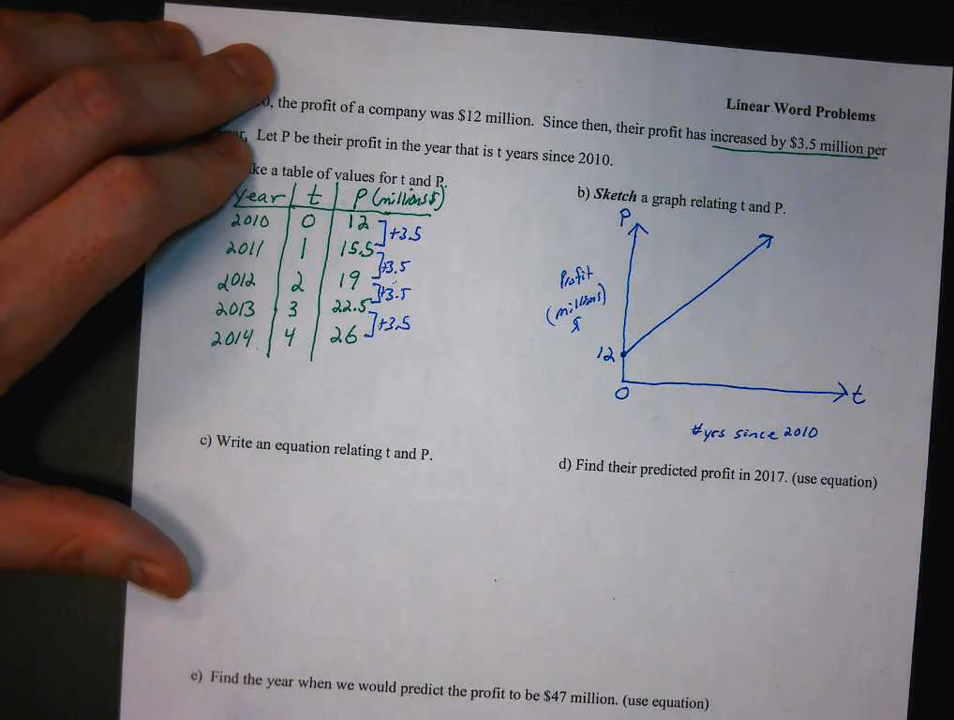 Linear Word Problems
0, the profit of a company was $12 million. Since then, their profit has increased by $3.5 million per
Let P be their profit in the year that is t years since 2010.
ke a table of values for t and P.
b) Sketch a graph relating t and P.
year t P (millions $)
2010 0 12
+3.5
2011 1 15.5
+3.5
2012 2 19
+3.5
2013 3 22.5
+3.5
2014 4 26
P
Profit
(millions)
$
12
0
t
#yrs since 2010
c) Write an equation relating t and P.
d) Find their predicted profit in 2017. (use equation)
e) Find the year when we would predict the profit to be $47 million. (use equation)